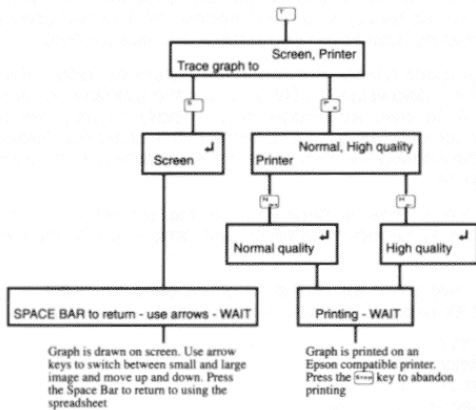 T
Screen, Printer
Trace graph to
S
P
Screen
Normal, High quality
Printer
N
H
Normal quality
High quality
SPACE BAR to return - use arrows - WAIT
Printing - WAIT
Graph is drawn on screen. Use arrow
keys to switch between small and large
image and move up and down. Press
the Space Bar to return to using the
spreadsheet
Graph is printed on an
Epson compatible printer.
Press the key to abandon
printing